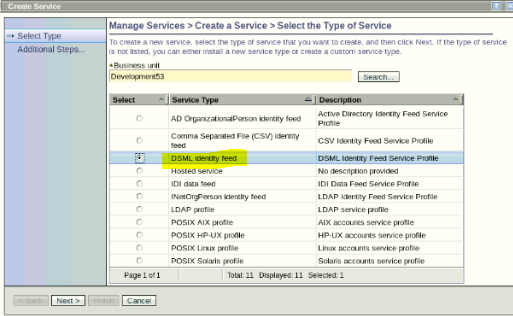 Create Service
Manage Services > Create a Service > Select the Type of Service
Select Type
Additional Steps...
To create a new service, select the type of service that you want to create, and then click Next. If the type of service
is not listed, you can either install a new service type or create a custom service type.
*Business unit
Development53
Search...
Select Service Type Description
AD OrganizationalPerson identity feed Active Directory Identity Feed Service
Profile
Comma Separated File (CSV) identity
feed CSV Identity Feed Service Profile
DSML identity feed DSML Identity Feed Service Profile
Hosted service No description provided
IDI data feed IDI Data Feed Service Profile
INetOrgPerson identity feed LDAP Identity Feed Service Profile
LDAP profile LDAP service profile
POSIX AIX profile AIX accounts service profile
POSIX HP-UX profile HP-UX accounts service profile
POSIX Linux profile Linux accounts service profile
POSIX Solaris profile Solaris accounts service profile
Page 1 of 1 Total: 11 Displayed: 11 Selected: 1
< Back Next > Finish Cancel